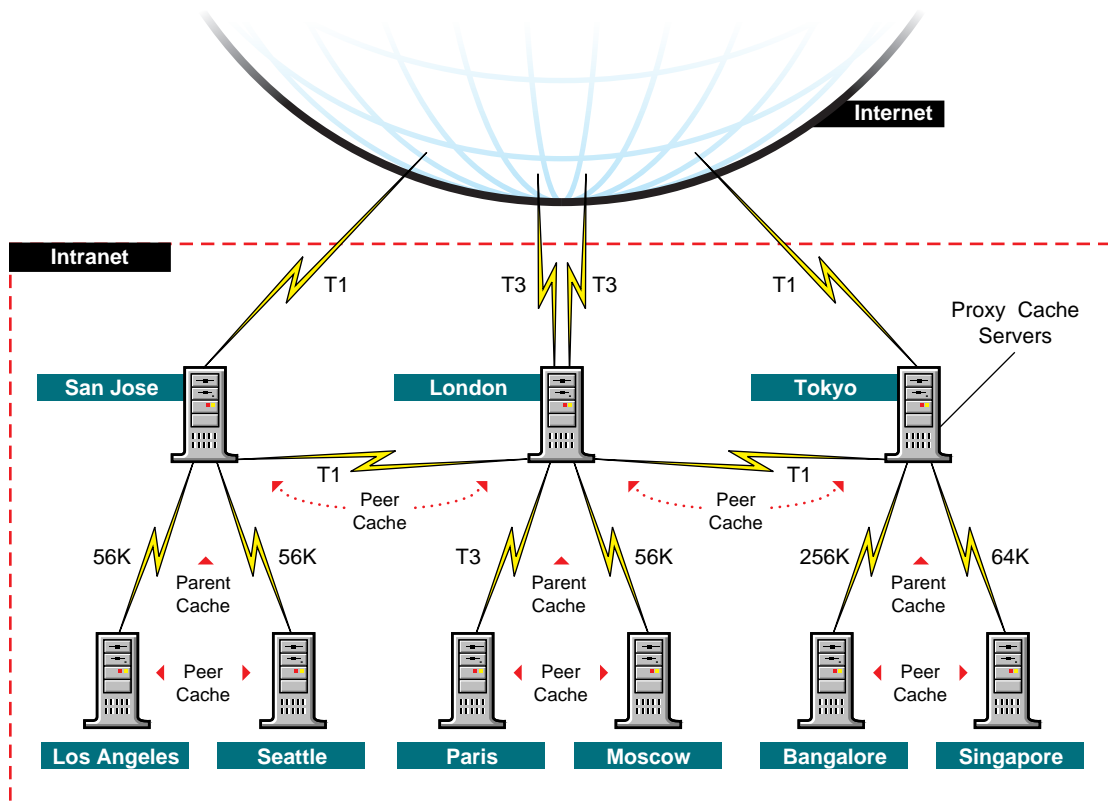 Internet
Intranet
T1
T3
T3
T1
Proxy Cache
Servers
San Jose
London
Tokyo
T1
T1
Peer
Cache
Peer
Cache
56K
56K
T3
56K
256K
64K
Parent
Cache
Parent
Cache
Parent
Cache
Peer
Cache
Peer
Cache
Peer
Cache
Los Angeles
Seattle
Paris
Moscow
Bangalore
Singapore